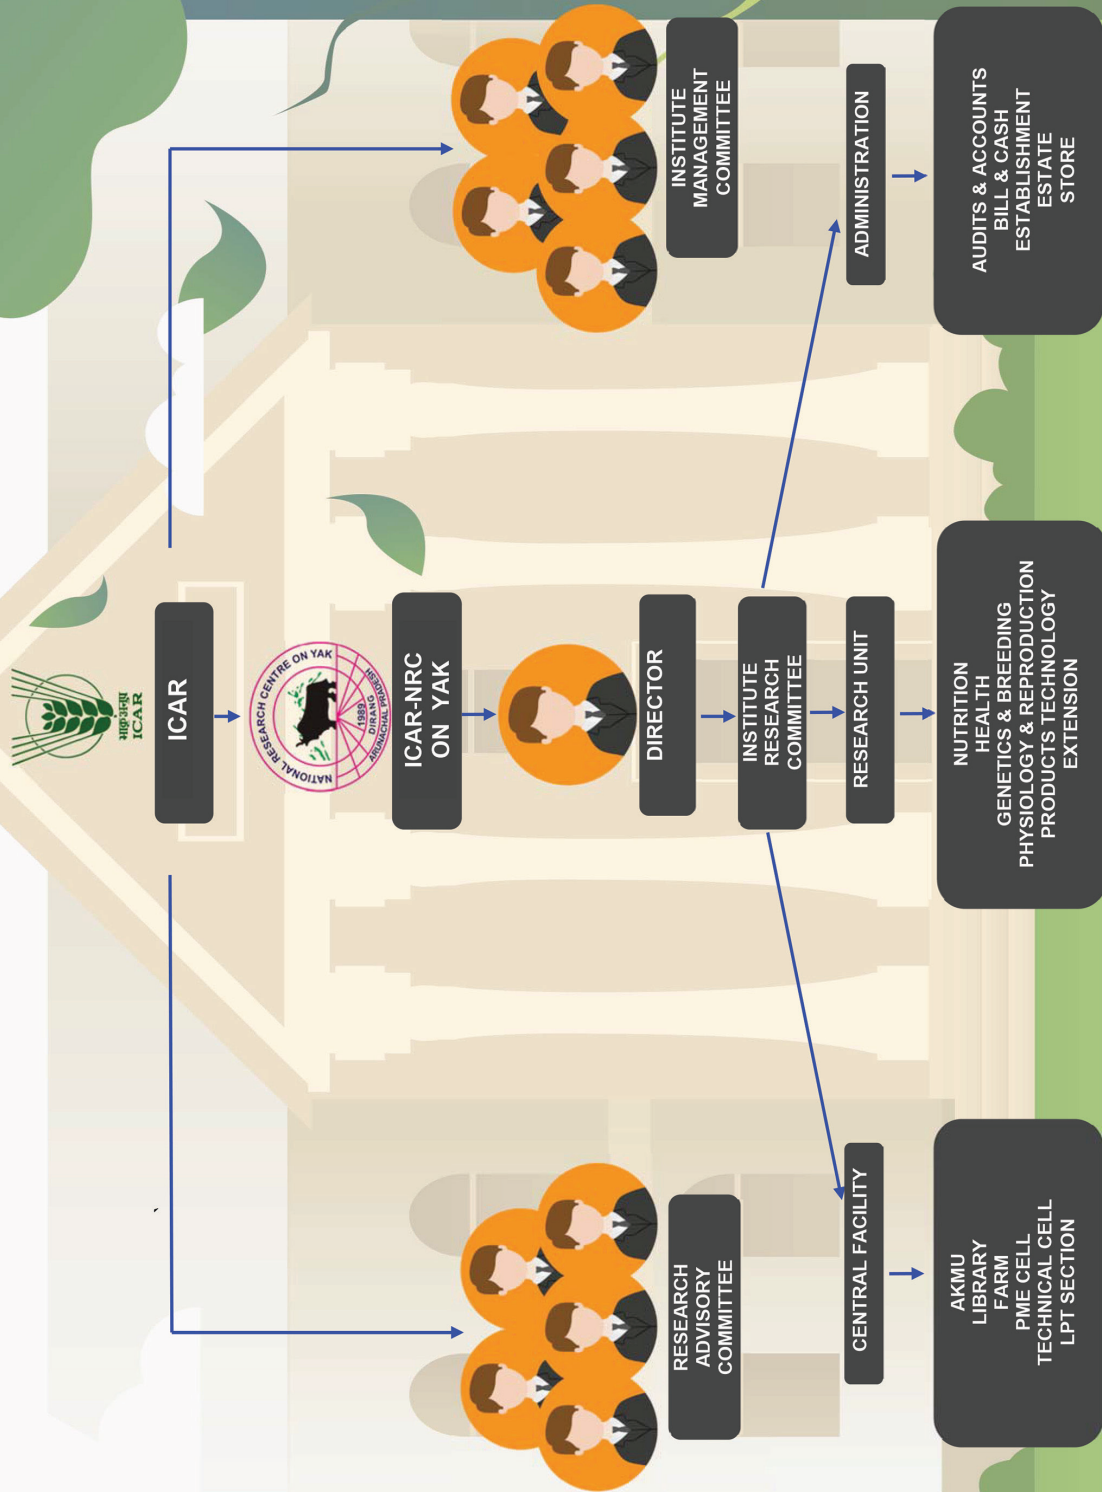 भाकृअनुप
ICAR
ICAR
NATIONAL RESEARCH CENTRE ON YAK
1989
DIRANG
ARUNACHAL PRADESH
ICAR-NRC
ON YAK
DIRECTOR
RESEARCH
ADVISORY
COMMITTEE
INSTITUTE
MANAGEMENT
COMMITTEE
INSTITUTE
RESEARCH
COMMITTEE
CENTRAL FACILITY
RESEARCH UNIT
ADMINISTRATION
AKMU
LIBRARY
FARM
PME CELL
TECHNICAL CELL
LPT SECTION
NUTRITION
HEALTH
GENETICS & BREEDING
PHYSIOLOGY & REPRODUCTION
PRODUCTS TECHNOLOGY
EXTENSION
AUDITS & ACCOUNTS
BILL & CASH
ESTABLISHMENT
ESTATE
STORE